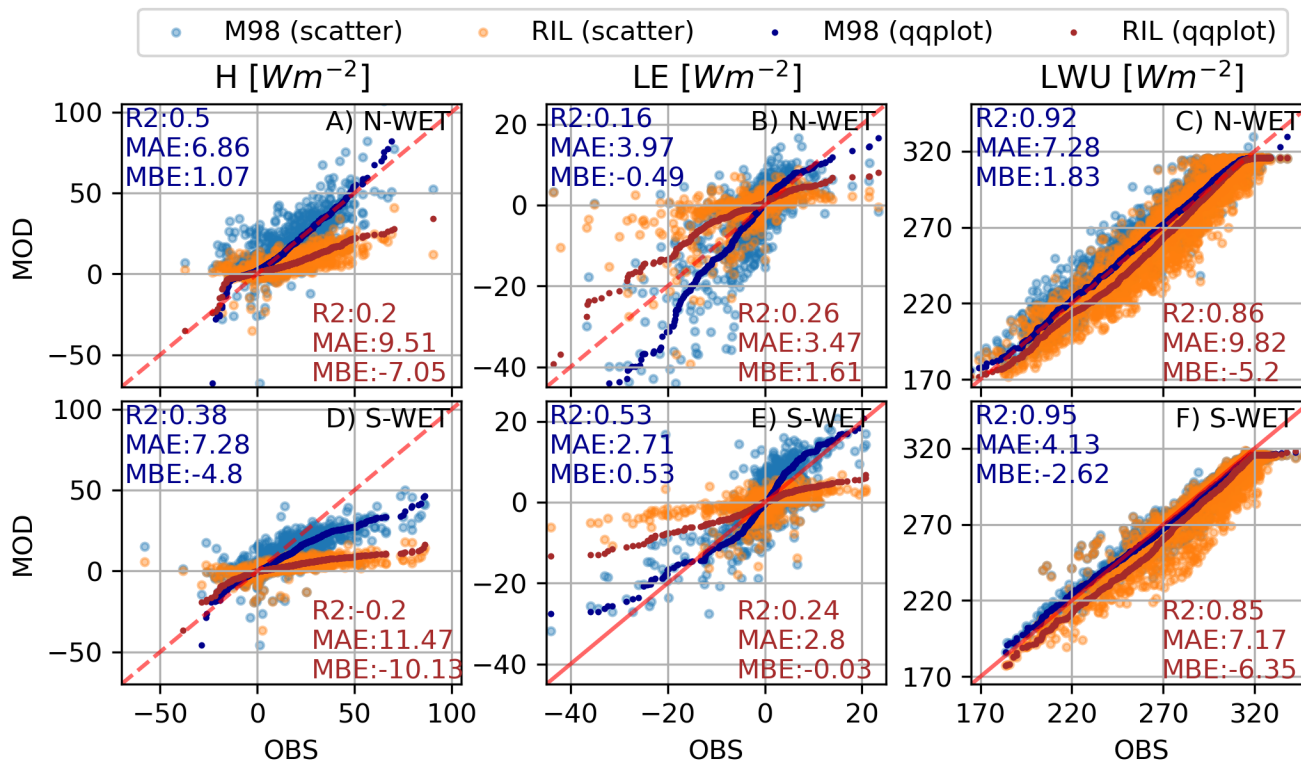 M98 (scatter) RIL (scatter) M98 (qqplot) RIL (qqplot)
H [Wm⁻²] LE [Wm⁻²] LWU [Wm⁻²]
MOD
100
50
0
−50
R2:0.5
MAE:6.86
MBE:1.07
A) N-WET
R2:0.2
MAE:9.51
MBE:-7.05
20
0
−20
−40
R2:0.16
MAE:3.97
MBE:-0.49
B) N-WET
R2:0.26
MAE:3.47
MBE:1.61
320
270
220
170
R2:0.92
MAE:7.28
MBE:1.83
C) N-WET
R2:0.86
MAE:9.82
MBE:-5.2
MOD
100
50
0
−50
R2:0.38
MAE:7.28
MBE:-4.8
D) S-WET
R2:-0.2
MAE:11.47
MBE:-10.13
−50 0 50 100
OBS
20
0
−20
−40
R2:0.53
MAE:2.71
MBE:0.53
E) S-WET
R2:0.24
MAE:2.8
MBE:-0.03
−40 −20 0 20
OBS
320
270
220
170
R2:0.95
MAE:4.13
MBE:-2.62
F) S-WET
R2:0.85
MAE:7.17
MBE:-6.35
170 220 270 320
OBS